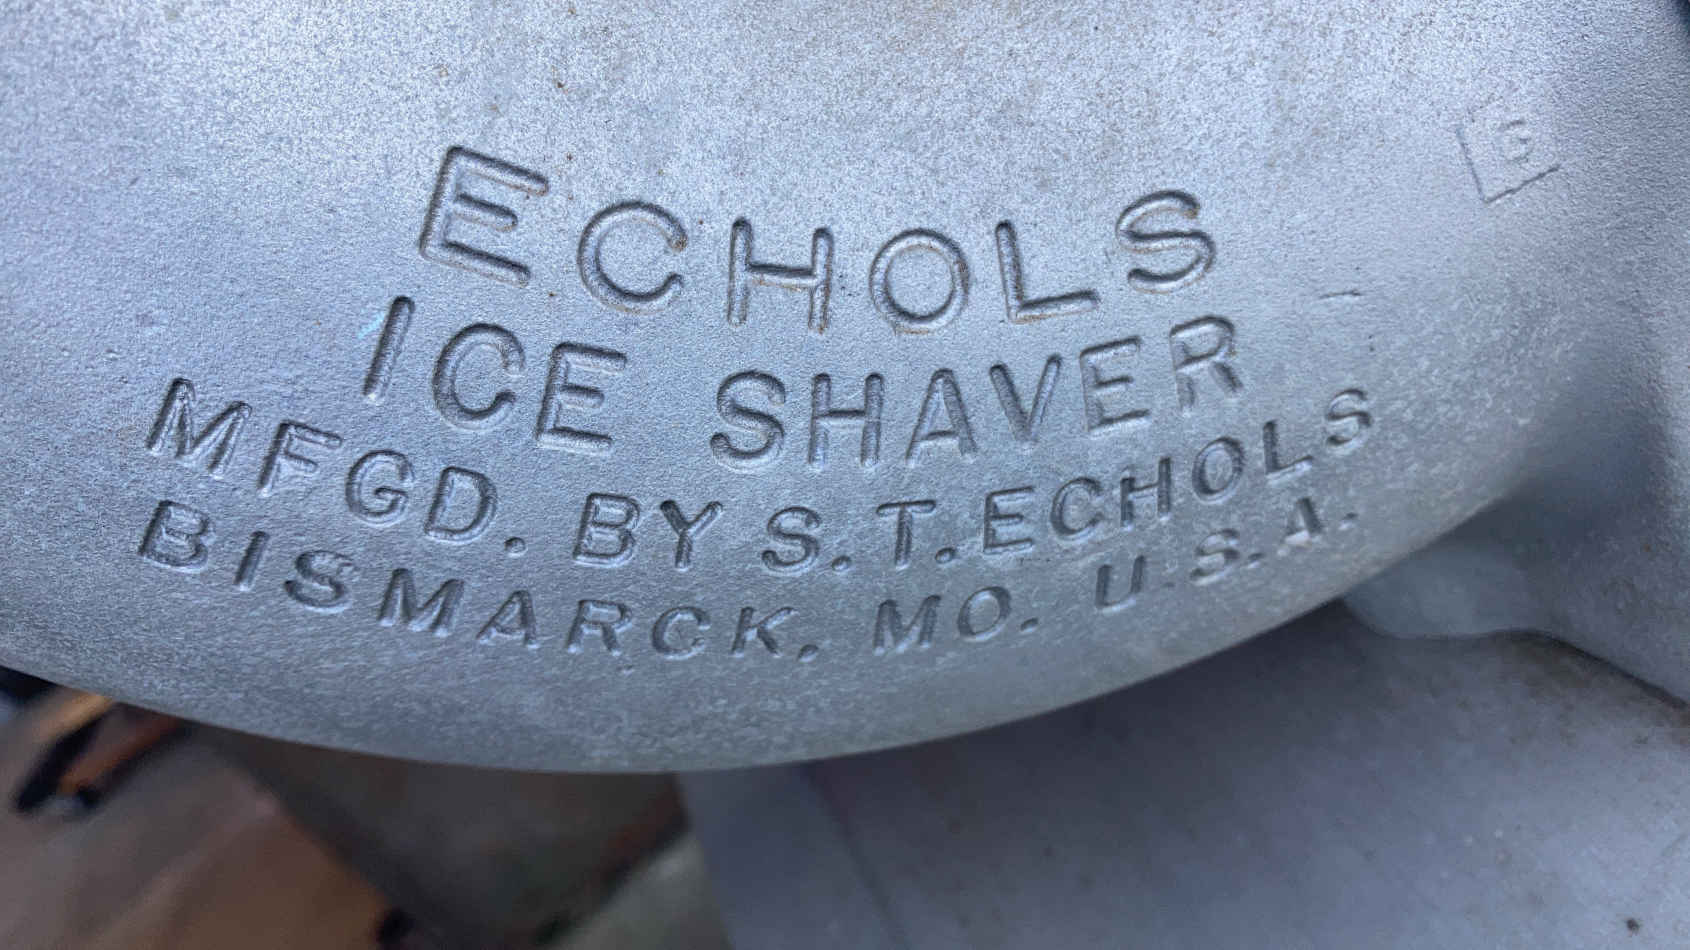 G
ECHOLS
ICE SHAVER
MFGD. BY S. T. ECHOLS
BISMARCK, MO. U.S.A.